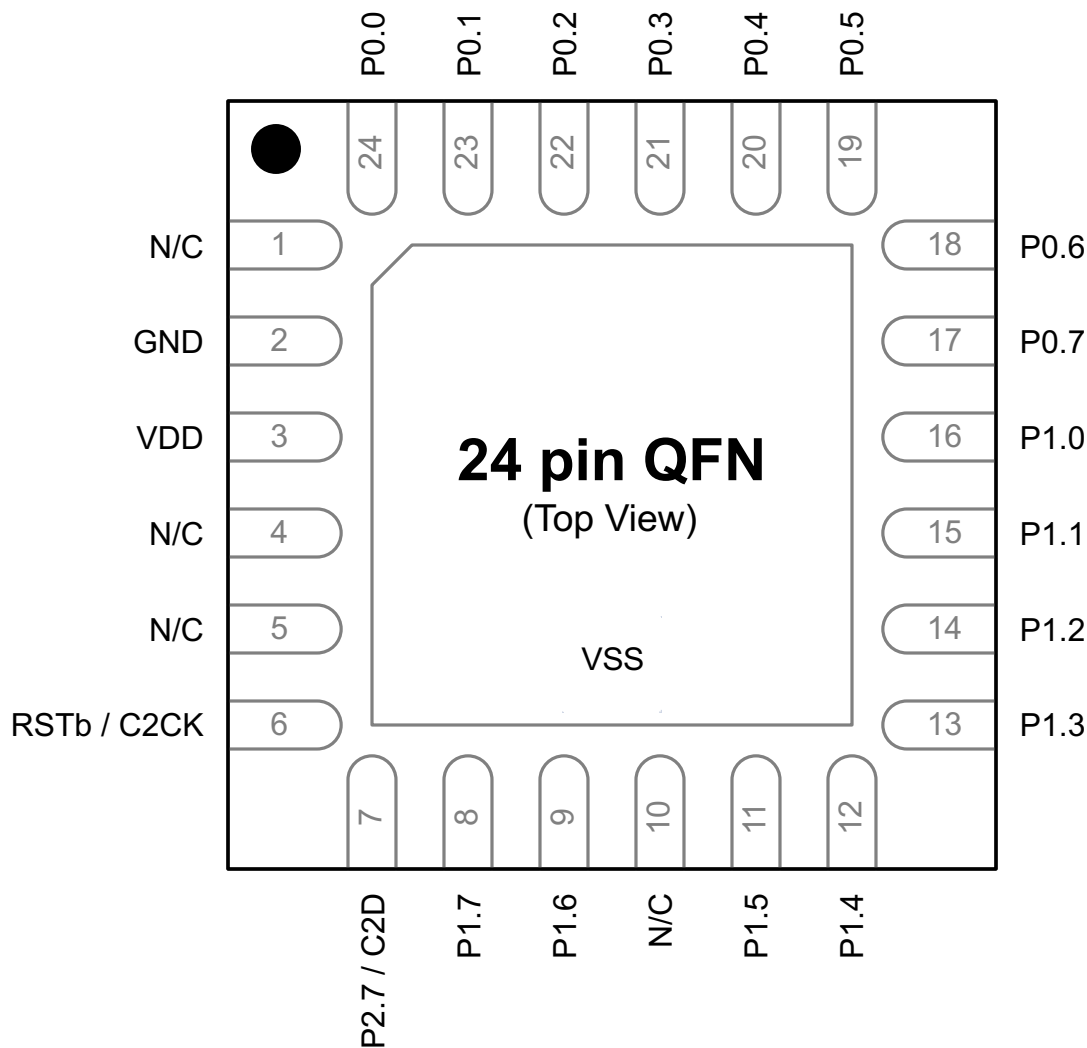 P0.0
P0.1
P0.2
P0.3
P0.4
P0.5
24
23
22
21
20
19
N/C
1
18
P0.6
GND
2
17
P0.7
VDD
3
16
P1.0
24 pin QFN
(Top View)
N/C
4
15
P1.1
N/C
5
14
P1.2
VSS
RSTb / C2CK
6
13
P1.3
7
8
9
10
11
12
P2.7 / C2D
P1.7
P1.6
N/C
P1.5
P1.4